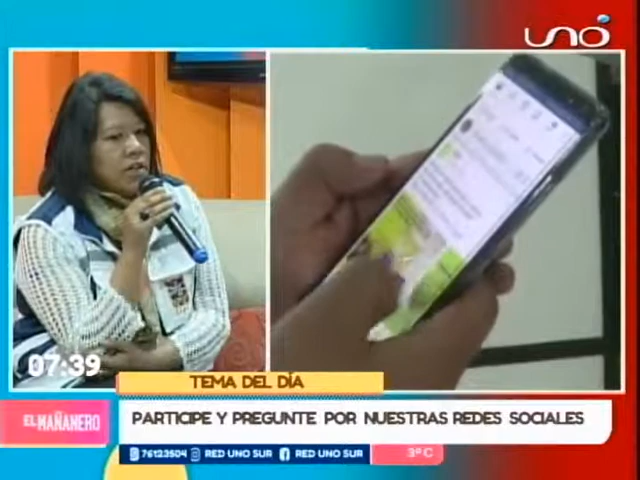 UNO
07:39
TEMA DEL DÍA
EL MAÑANERO
PARTICIPE Y PREGUNTE POR NUESTRAS REDES SOCIALES
76123504 RED UNO SUR RED UNO SUR 3°C